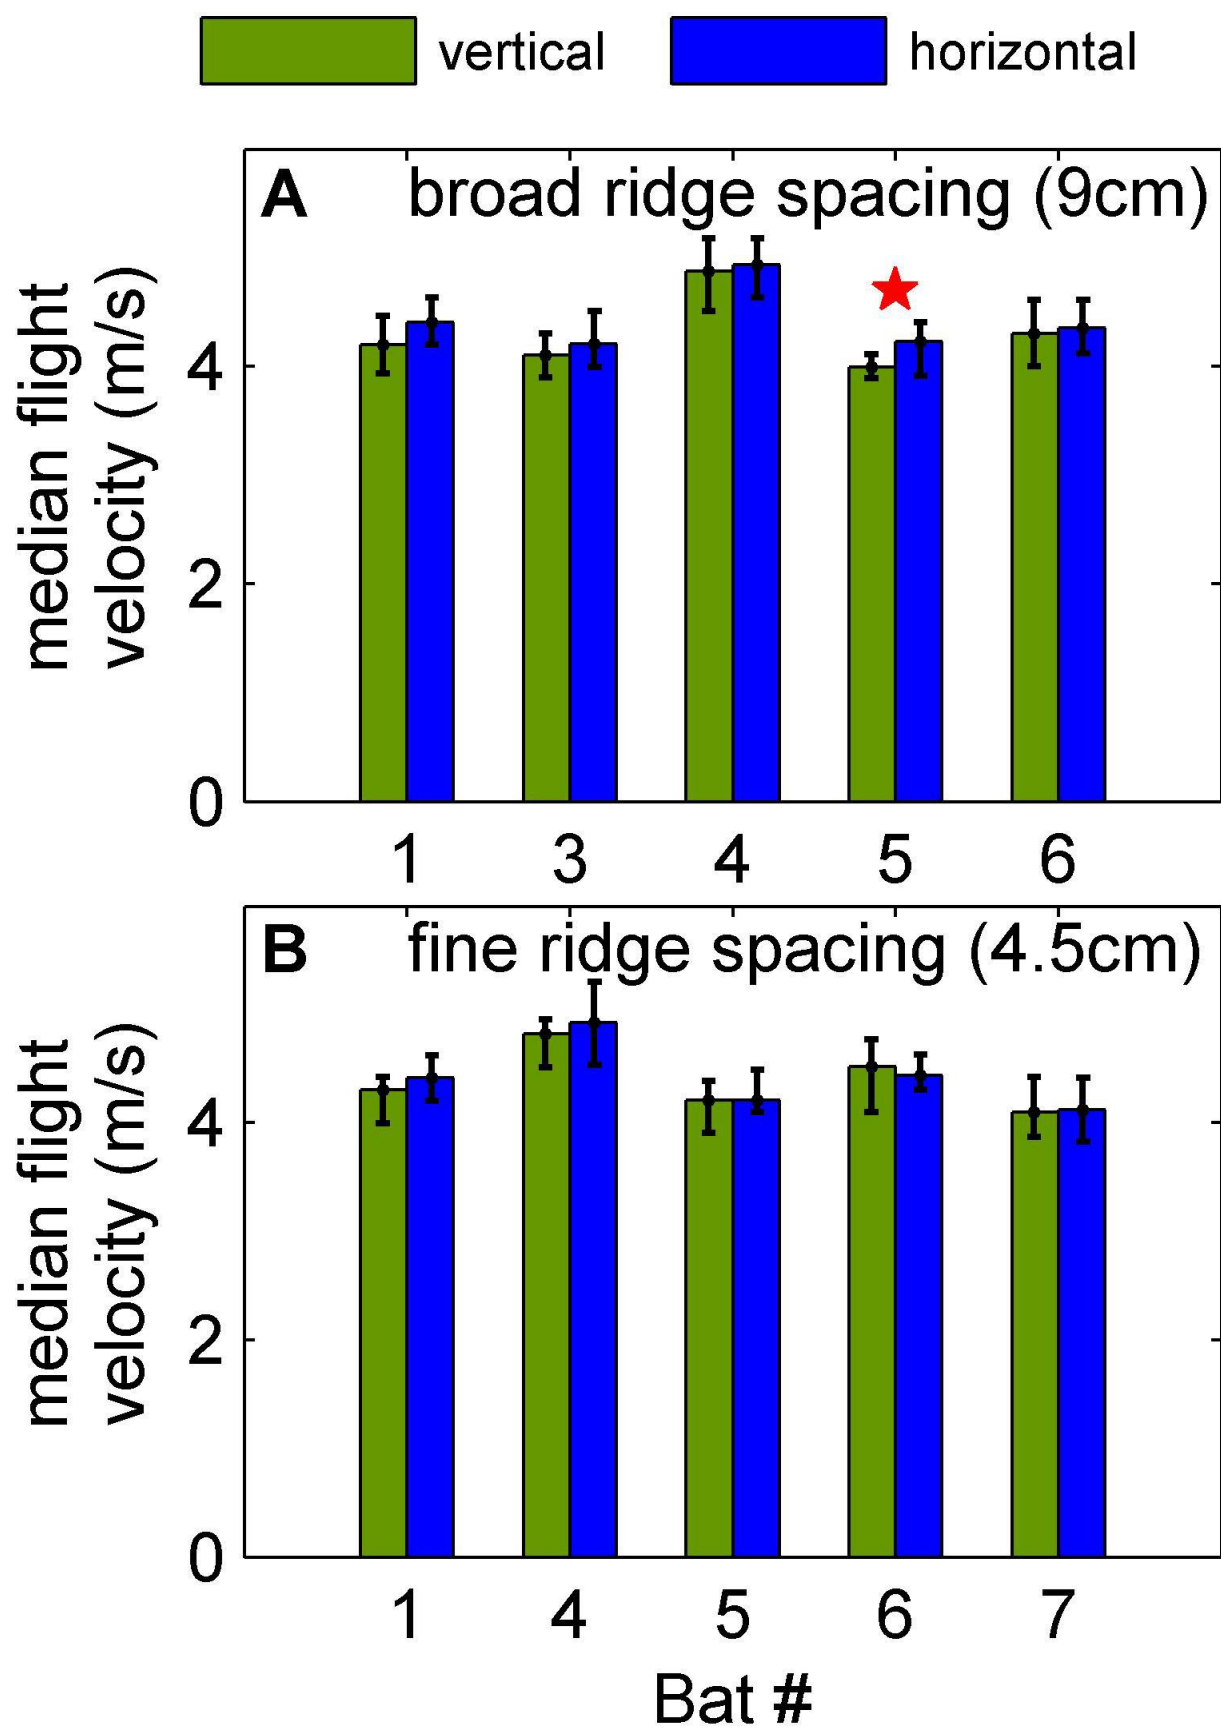 vertical horizontal
A broad ridge spacing (9cm)
median flight
velocity (m/s)
4
2
0
1 3 4 5 6
B fine ridge spacing (4.5cm)
median flight
velocity (m/s)
4
2
0
1 4 5 6 7
Bat #